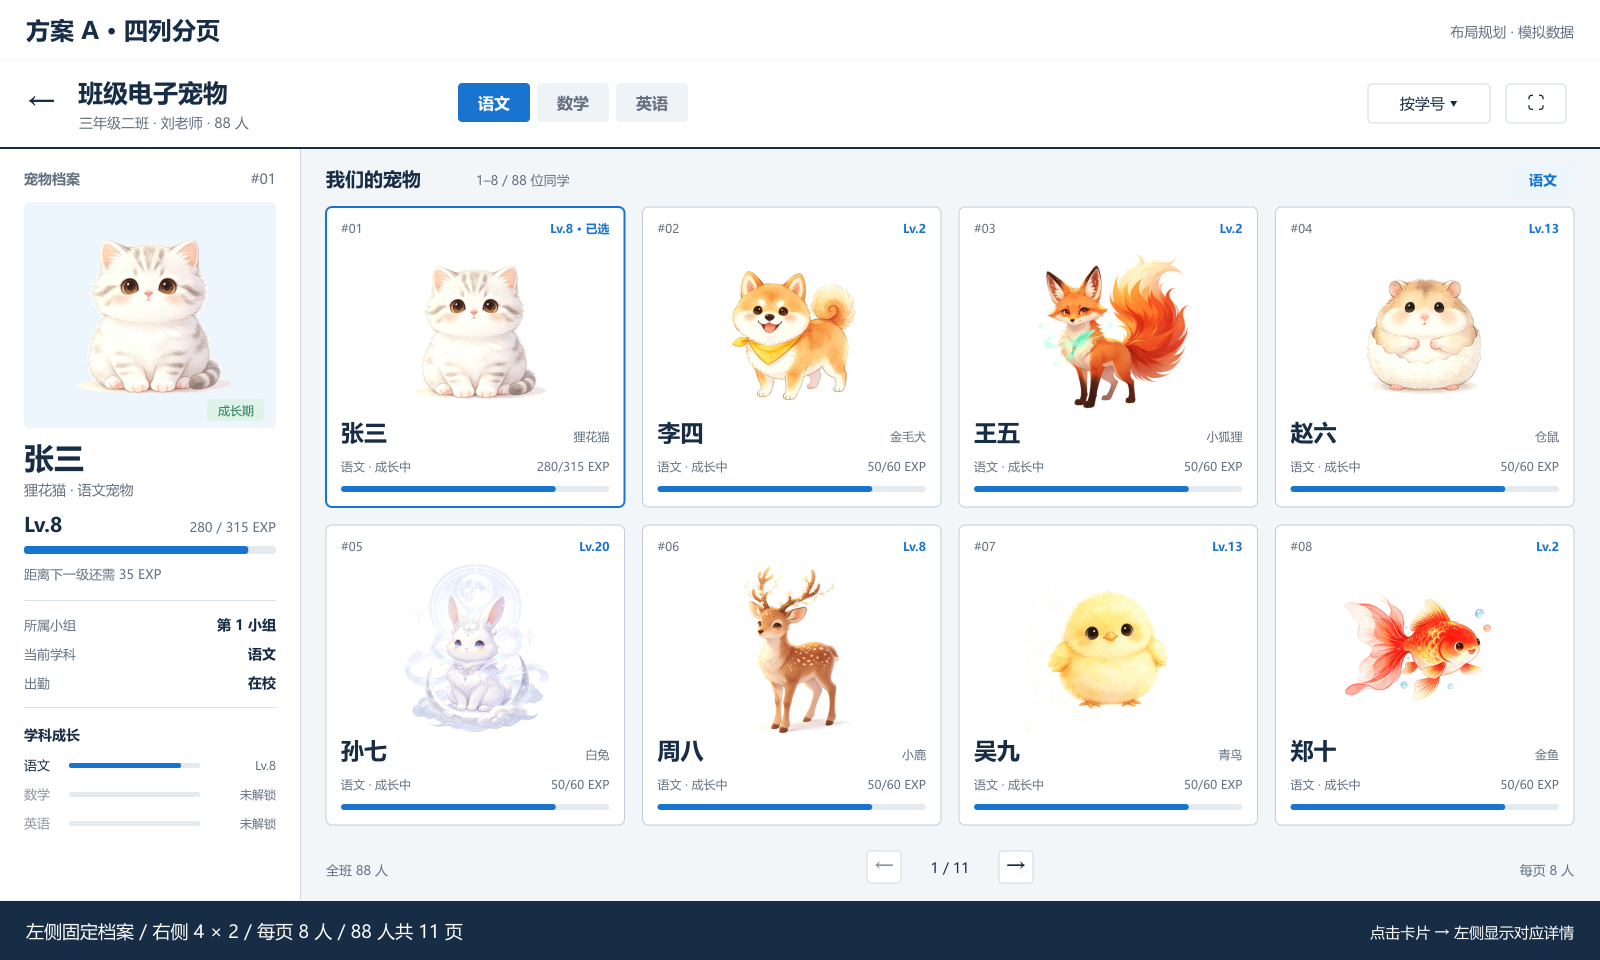 方案 A • 四列分页
布局规划 · 模拟数据
←
班级电子宠物
三年级二班 · 刘老师 · 88 人
语文
数学
英语
按学号 ▾
宠物档案
#01
成长期
张三
狸花猫 · 语文宠物
Lv.8
280 / 315 EXP
距离下一级还需 35 EXP
所属小组
第 1 小组
当前学科
语文
出勤
在校
学科成长
语文
Lv.8
数学
未解锁
英语
未解锁
我们的宠物
1–8 / 88 位同学
语文
#01
Lv.8 • 已选
张三
狸花猫
语文 · 成长中
280/315 EXP
#02
Lv.2
李四
金毛犬
语文 · 成长中
50/60 EXP
#03
Lv.2
王五
小狐狸
语文 · 成长中
50/60 EXP
#04
Lv.13
赵六
仓鼠
语文 · 成长中
50/60 EXP
#05
Lv.20
孙七
白兔
语文 · 成长中
50/60 EXP
#06
Lv.8
周八
小鹿
语文 · 成长中
50/60 EXP
#07
Lv.13
吴九
青鸟
语文 · 成长中
50/60 EXP
#08
Lv.2
郑十
金鱼
语文 · 成长中
50/60 EXP
全班 88 人
← 1 / 11 →
每页 8 人
左侧固定档案 / 右侧 4 × 2 / 每页 8 人 / 88 人共 11 页
点击卡片 → 左侧显示对应详情